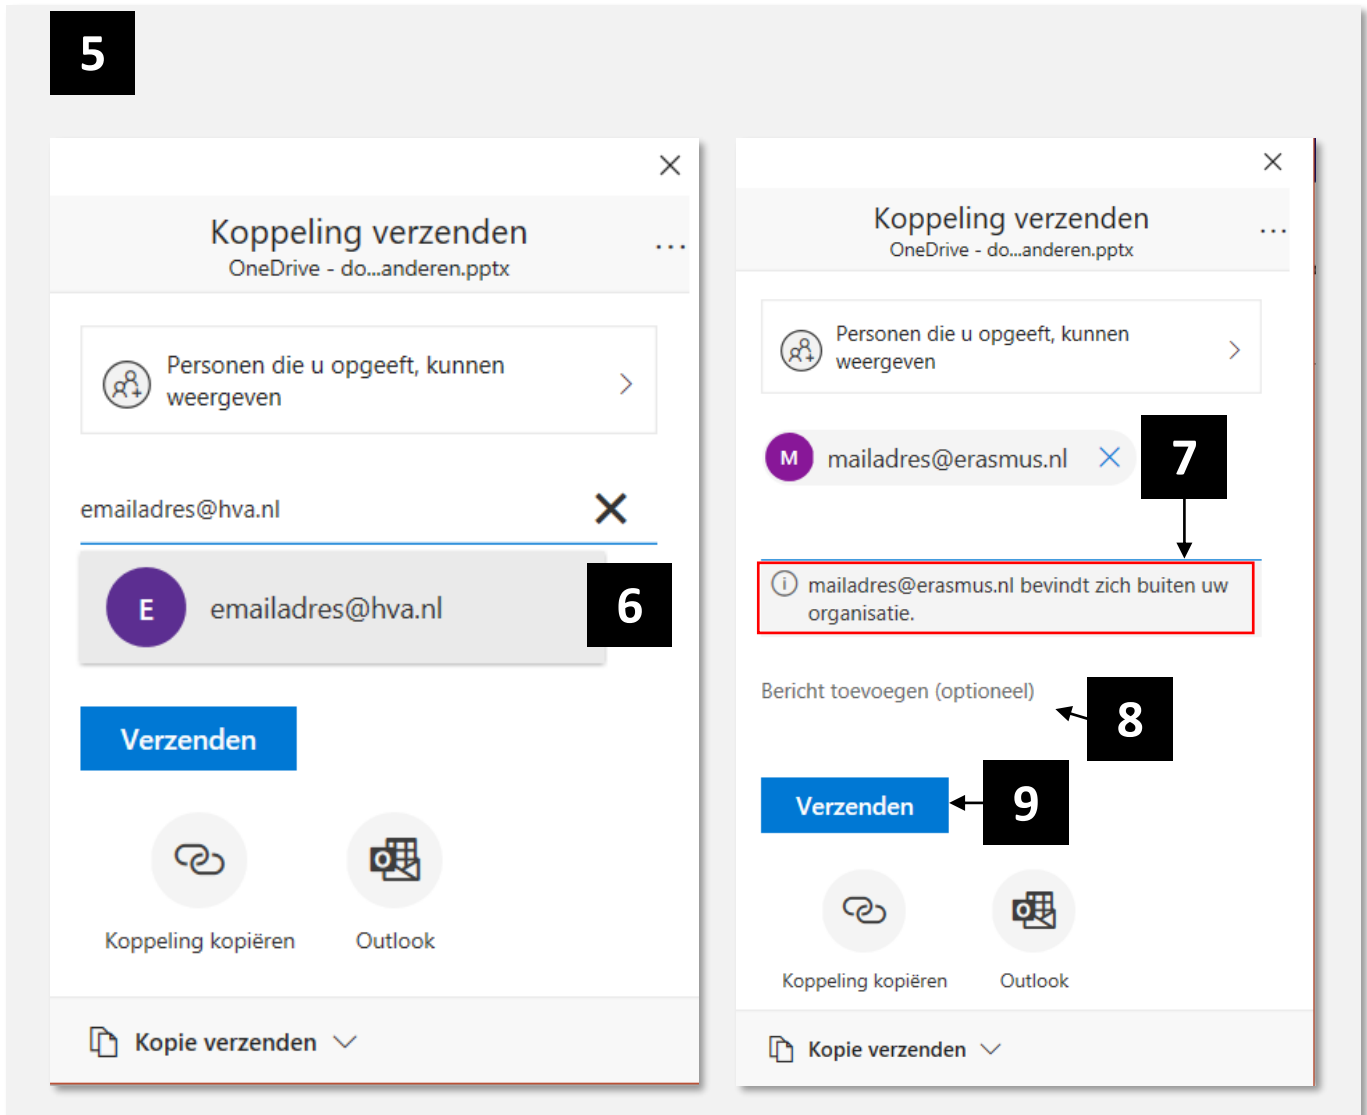 5
Koppeling verzenden
...
OneDrive - do...anderen.pptx
Personen die u opgeeft, kunnen
weergeven
emailadres@hva.nl
E
emailadres@hva.nl
6
Verzenden
Koppeling kopiëren
Outlook
Kopie verzenden
Koppeling verzenden
...
OneDrive - do...anderen.pptx
Personen die u opgeeft, kunnen
weergeven
M
mailadres@erasmus.nl
7
mailadres@erasmus.nl bevindt zich buiten uw
organisatie.
Bericht toevoegen (optioneel)
8
Verzenden
9
Koppeling kopiëren
Outlook
Kopie verzenden